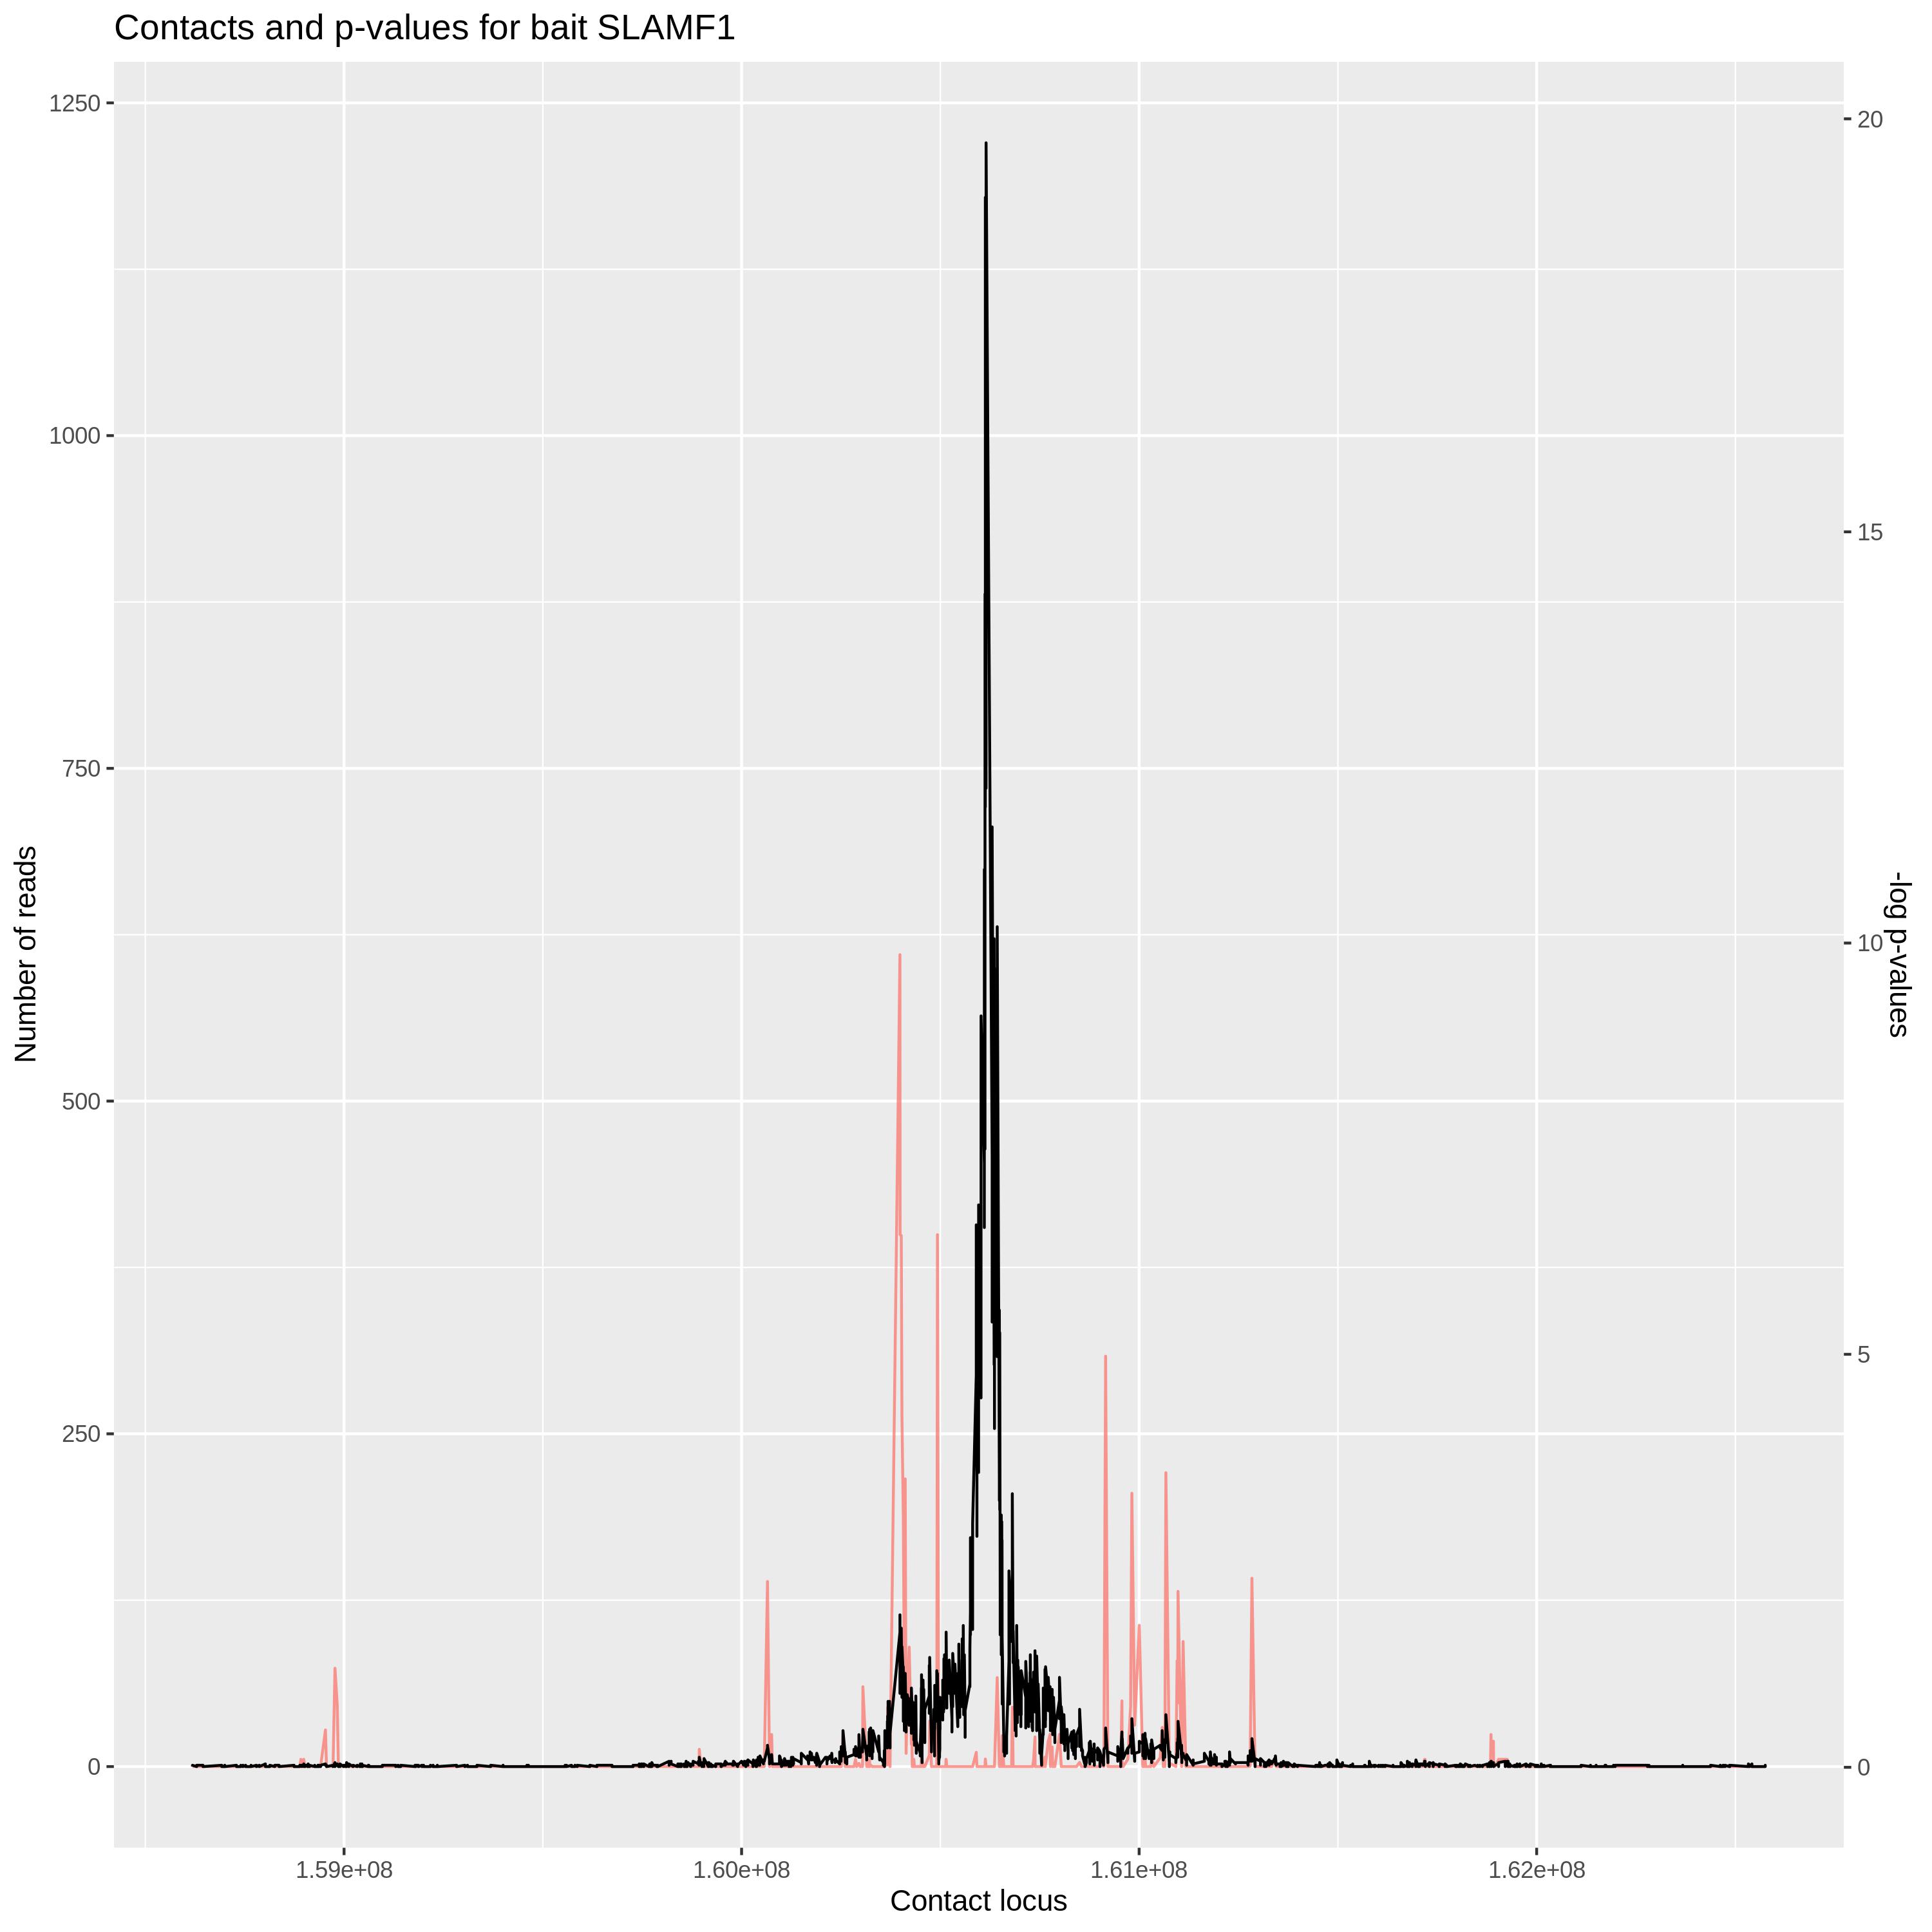 Contacts and p-values for bait SLAMF1
1250
1000
750
500
250
0
Number of reads
20
15
10
5
0
-log p-values
1.59e+08
1.60e+08
1.61e+08
1.62e+08
Contact locus